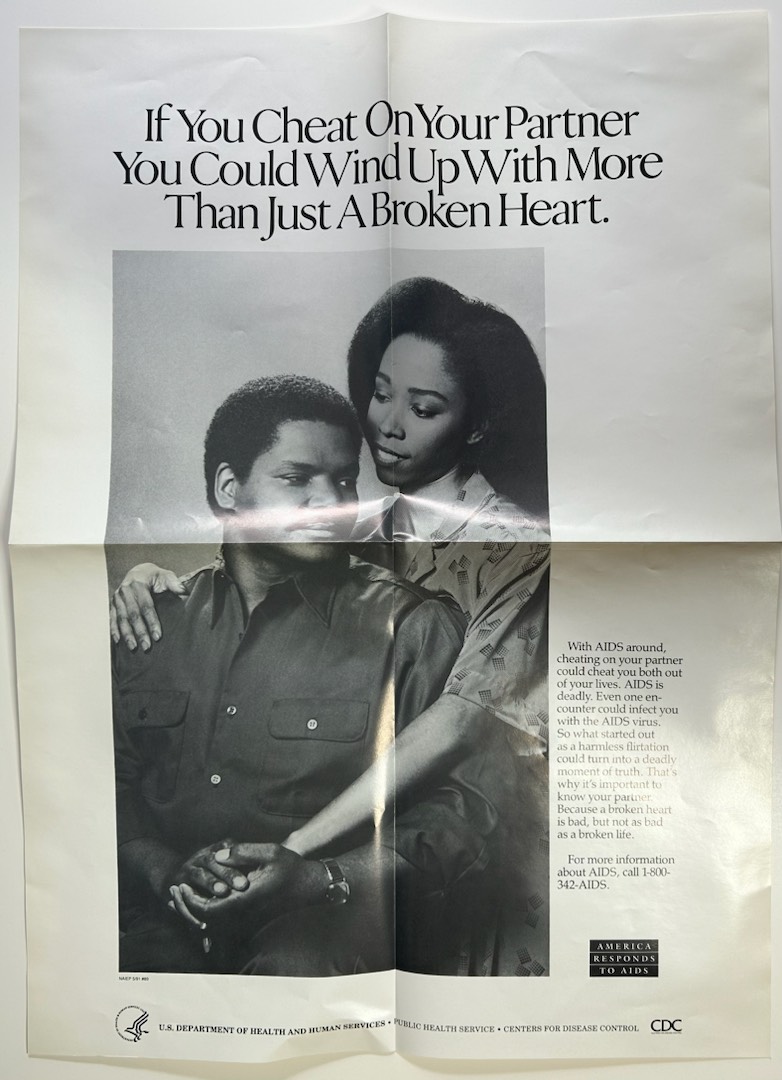 If You Cheat On Your Partner
You Could Wind Up With More
Than Just A Broken Heart.
With AIDS around,
cheating on your partner
could cheat you both out
of your lives. AIDS is
deadly. Even one en-
counter could infect you
with the AIDS virus.
So what started out
as a harmless flirtation
could turn into a deadly
moment of truth. That's
why it's important to
know your partner.
Because a broken heart
is bad, but not as bad
as a broken life.
For more information
about AIDS, call 1-800-
342-AIDS.
AMERICA
RESPONDS
TO AIDS
U.S. DEPARTMENT OF HEALTH AND HUMAN SERVICES • PUBLIC HEALTH SERVICE • CENTERS FOR DISEASE CONTROL CDC